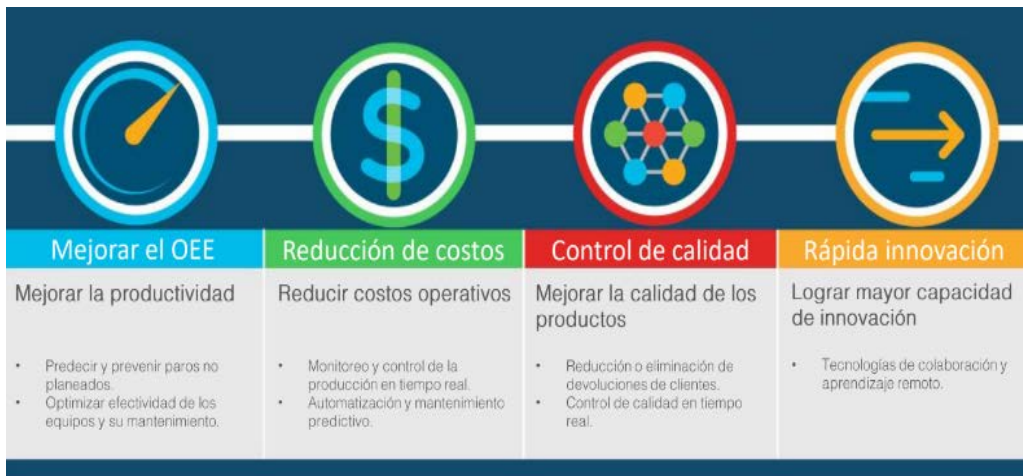 Mejorar el OEE
Mejorar la productividad
• Predecir y prevenir paros no
planeados.
• Optimizar efectividad de los
equipos y su mantenimiento.
Reducción de costos
Reducir costos operativos
• Monitoreo y control de la
producción en tiempo real.
• Automatización y mantenimiento
predictivo.
Control de calidad
Mejorar la calidad de los
productos
• Reducción o eliminación de
devoluciones de clientes.
• Control de calidad en tiempo
real.
Rápida innovación
Lograr mayor capacidad
de innovación
• Tecnologías de colaboración y
aprendizaje remoto.